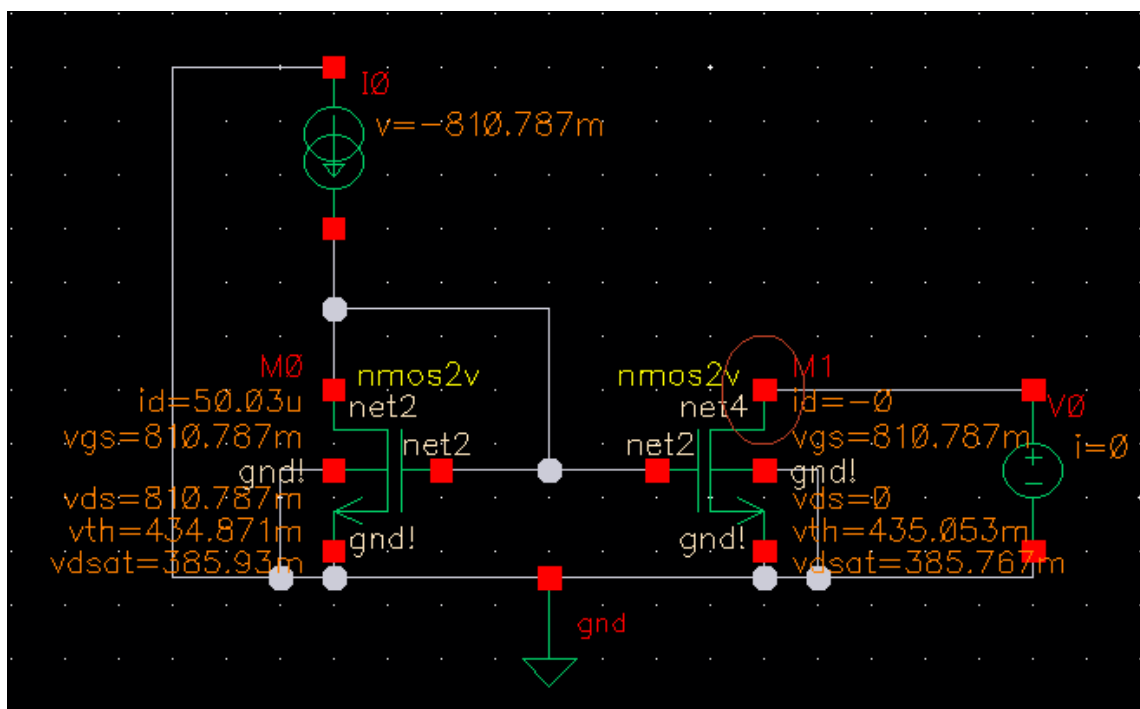 I0
v=-810.787m
M0
nmos2v
id=50.03u
net2
vgs=810.787m
net2
gnd!
vds=810.787m
vth=434.871m
gnd!
vdsat=385.93m
nmos2v
M1
net4
id=-0
net2
vgs=810.787m
gnd!
vds=0
vth=435.053m
gnd!
vdsat=385.767m
V0
i=0
gnd